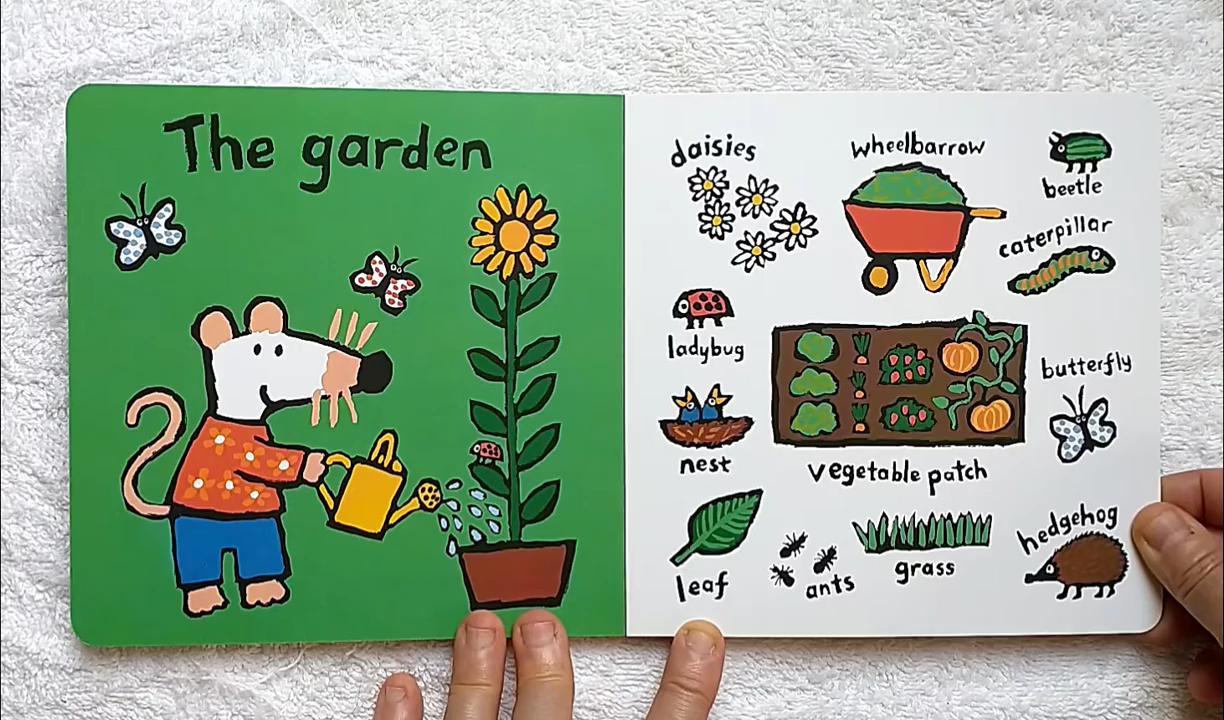 The garden
daisies
wheelbarrow
beetle
caterpillar
ladybug
butterfly
nest
vegetable patch
hedgehog
leaf
ants
grass